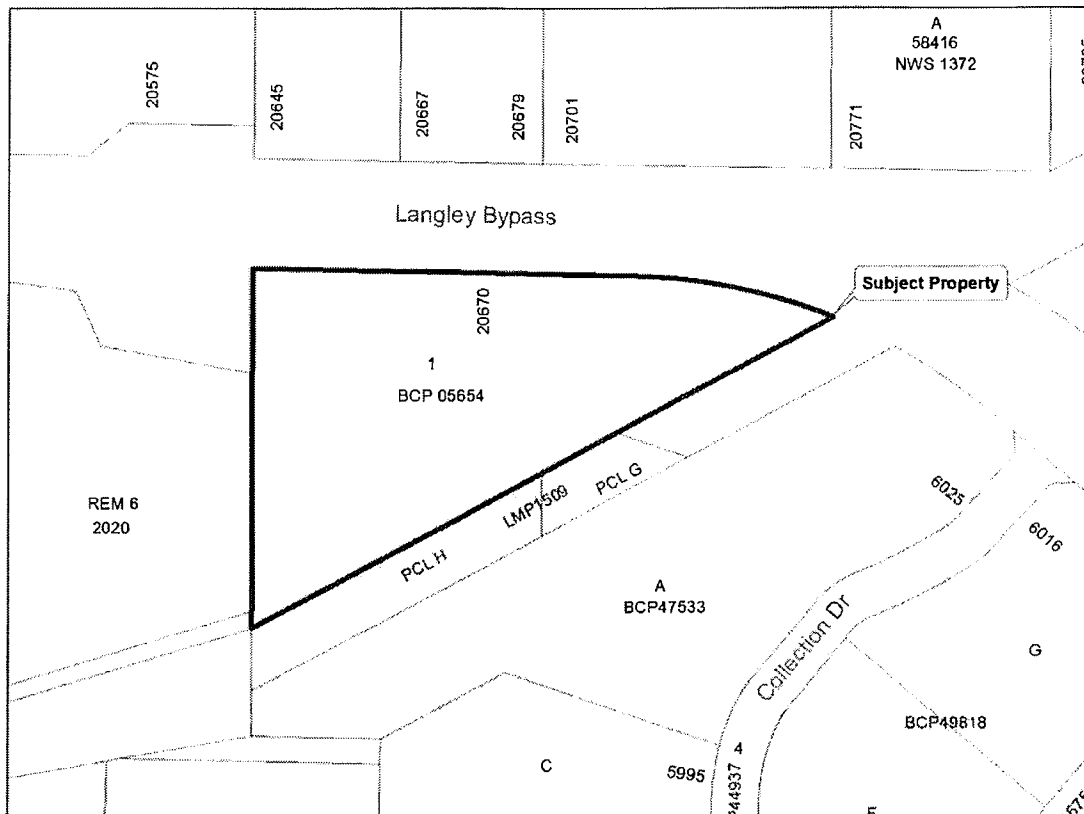 A
58416
NWS 1372
20575
20645
20667
20679
20701
20771
Langley Bypass
Subject Property
20670
1
BCP 05654
REM 6
2020
PCL H
LMP1509
PCL G
6025
6016
A
BCP47533
Collection Dr
G
BCP49818
C
5995
4